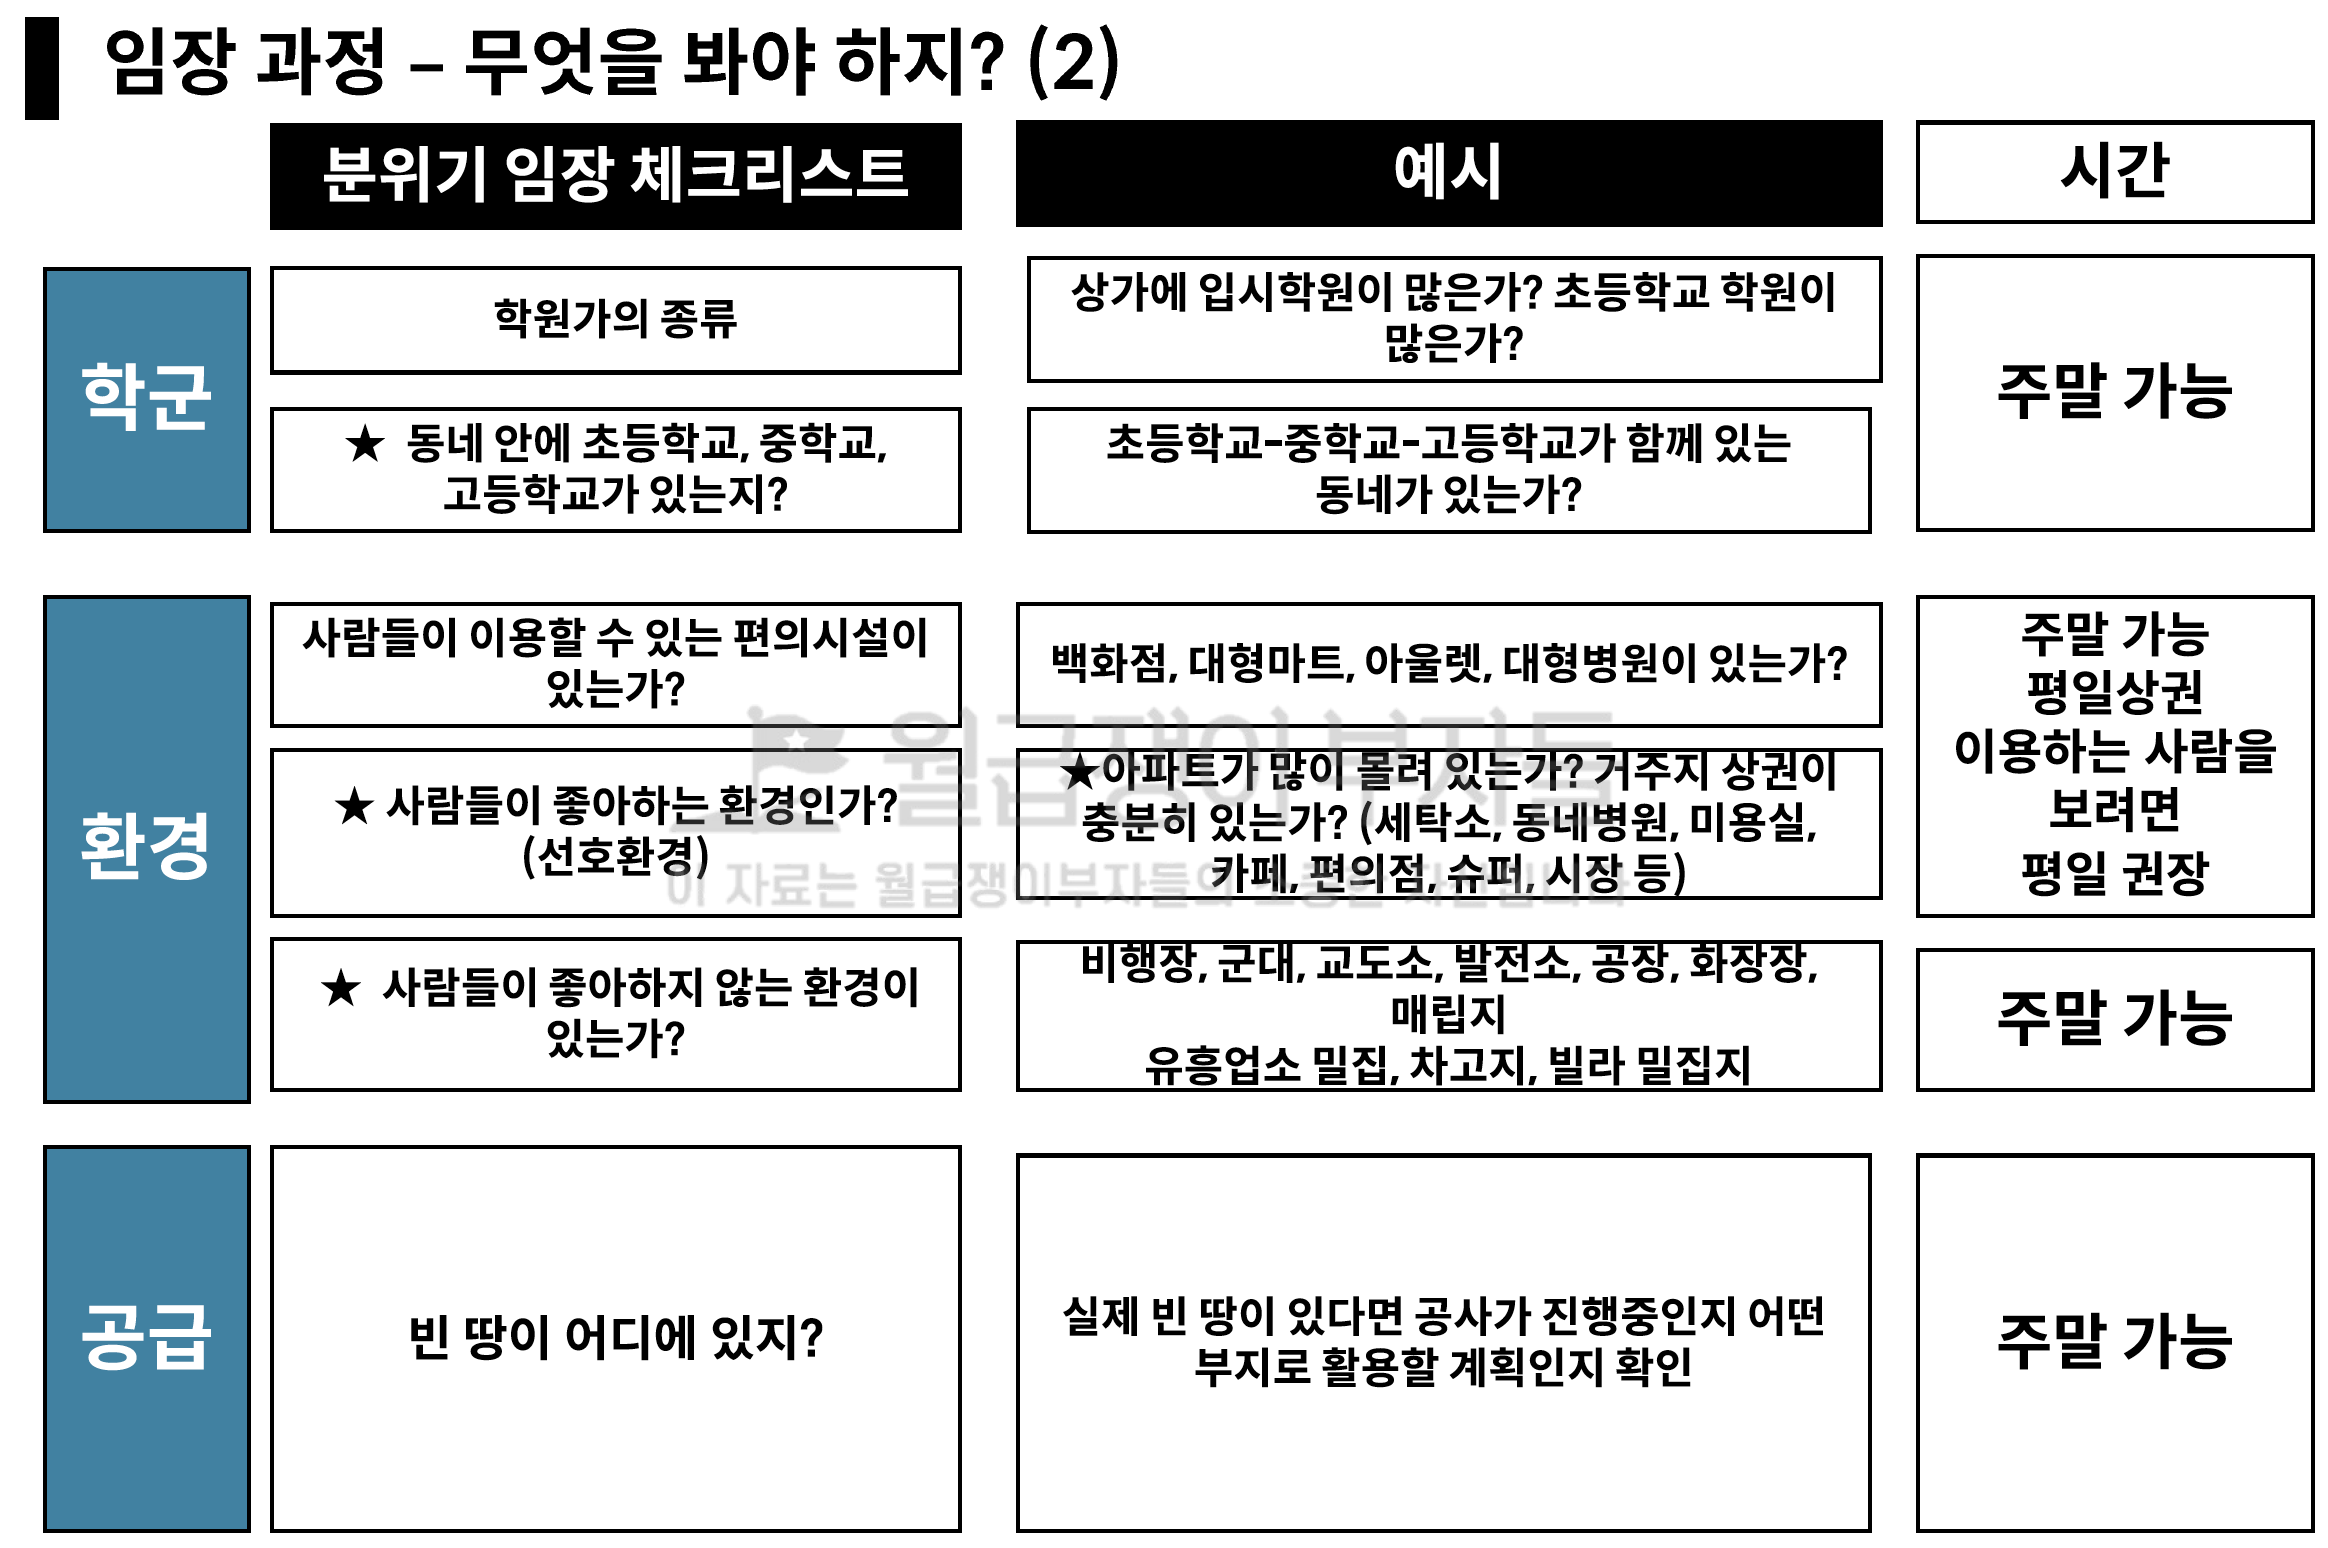 임장 과정 – 무엇을 봐야 하지? (2)
분위기 임장 체크리스트
예시
시간
학군
학원가의 종류
상가에 입시학원이 많은가? 초등학교 학원이
많은가?
주말 가능
★ 동네 안에 초등학교, 중학교,
고등학교가 있는지?
초등학교-중학교-고등학교가 함께 있는
동네가 있는가?
환경
사람들이 이용할 수 있는 편의시설이
있는가?
백화점, 대형마트, 아울렛, 대형병원이 있는가?
주말 가능
평일상권
이용하는 사람을
보려면
평일 권장
★ 사람들이 좋아하는 환경인가?
(선호환경)
★아파트가 많이 몰려 있는가? 거주지 상권이
충분히 있는가? (세탁소, 동네병원, 미용실,
카페, 편의점, 슈퍼, 시장 등)
★ 사람들이 좋아하지 않는 환경이
있는가?
비행장, 군대, 교도소, 발전소, 공장, 화장장,
매립지
유흥업소 밀집, 차고지, 빌라 밀집지
주말 가능
공급
빈 땅이 어디에 있지?
실제 빈 땅이 있다면 공사가 진행중인지 어떤
부지로 활용할 계획인지 확인
주말 가능
월급쟁이부자들
이 자료는 월급쟁이부자들의 소중한 자산입니다